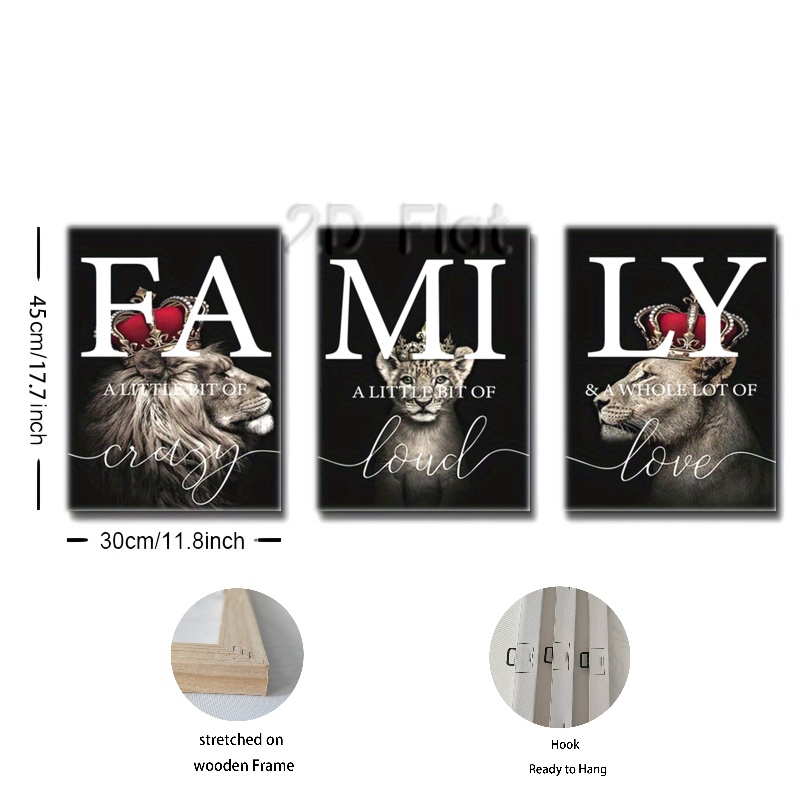 2D Flat
FA
A LITTLE BIT OF
crazy
MI
A LITTLE BIT OF
loud
LY
& A WHOLE LOT OF
love
45cm/17.7inch
30cm/11.8inch
stretched on
wooden Frame
Hook
Ready to Hang